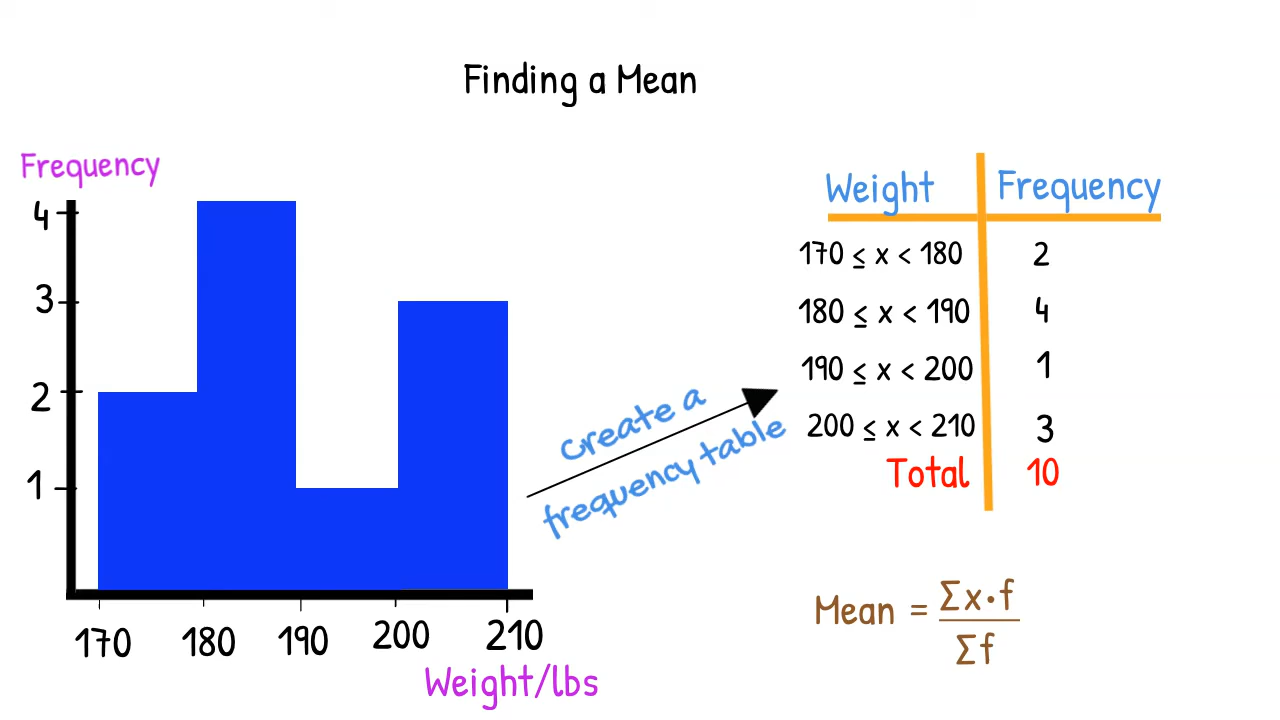 Finding a Mean
Frequency
4
3
2
1
170 180 190 200 210
Weight/lbs
Create a
frequency table
Weight Frequency
170 ≤ x < 180 2
180 ≤ x < 190 4
190 ≤ x < 200 1
200 ≤ x < 210 3
Total 10
Mean = Σx·f
Σf